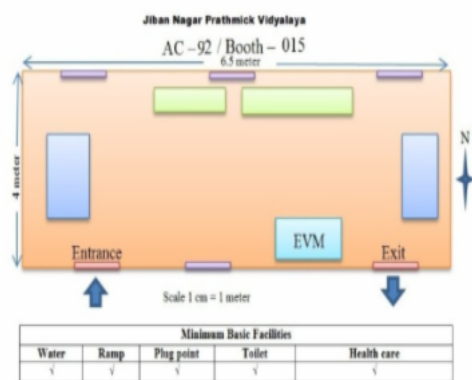 Jiban Nagar Prathmick Vidyalaya
AC – 92 / Booth – 015
6.5 meter
4 meter
N
EVM
Entrance
Exit
Scale 1 cm = 1 meter
Minimum Basic Facilities
Water Ramp Plug point Toilet Health care
√ √ √ √ √